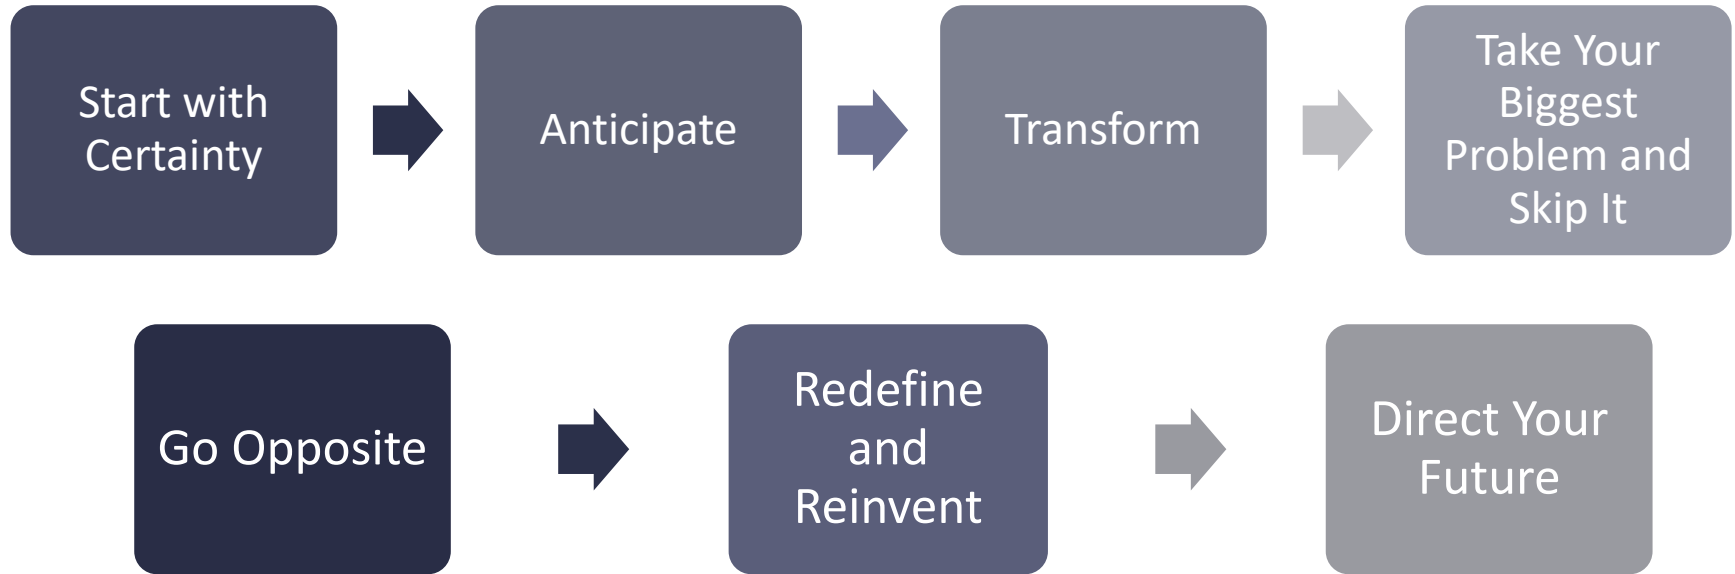 Start with
Certainty
Anticipate
Transform
Take Your
Biggest
Problem and
Skip It
Go Opposite
Redefine
and
Reinvent
Direct Your
Future